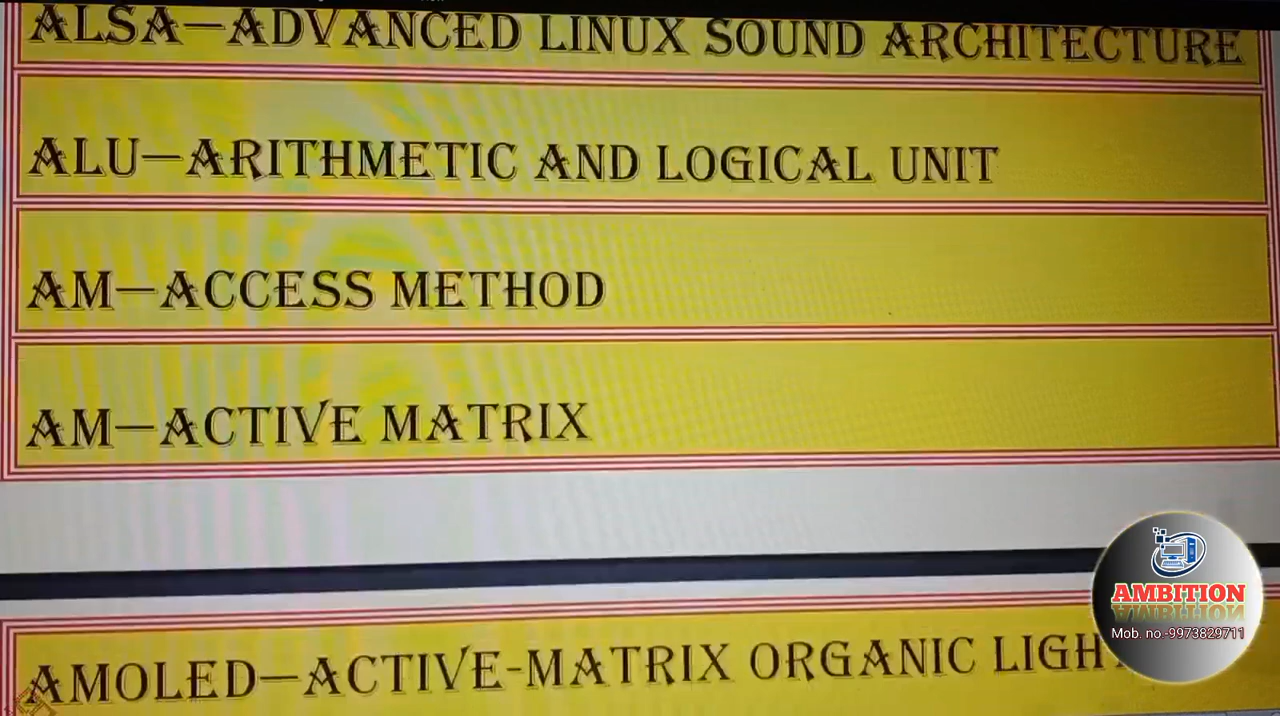 ALSA—ADVANCED LINUX SOUND ARCHITECTURE
ALU—ARITHMETIC AND LOGICAL UNIT
AM—ACCESS METHOD
AM—ACTIVE MATRIX
AMOLED—ACTIVE-MATRIX ORGANIC LIGH
AMBITION
Mob. no.-9973829711